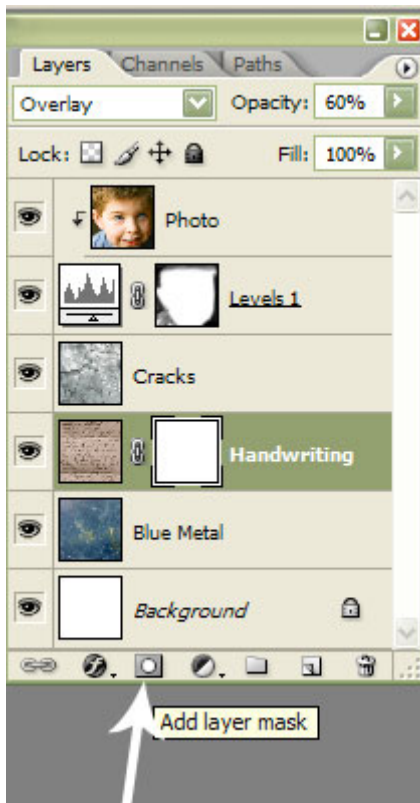 Layers Channels Paths
Overlay Opacity: 60%
Lock: Fill: 100%
Photo
Levels 1
Cracks
Handwriting
Blue Metal
Background
Add layer mask